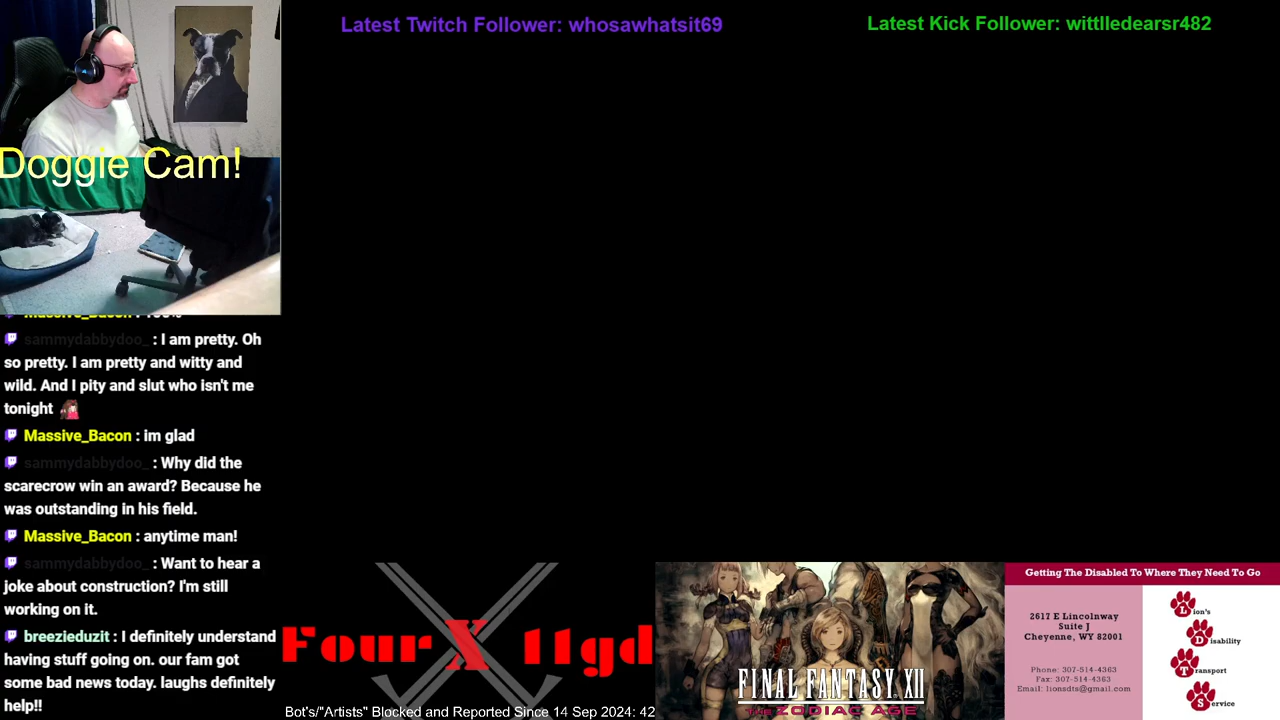 Latest Twitch Follower: whosawhatsit69
Latest Kick Follower: wittlledearsr482
Doggie Cam!
sammydabbydoo_ : I am pretty. Oh
so pretty. I am pretty and witty and
wild. And I pity and slut who isn't me
tonight
Massive_Bacon : im glad
sammydabbydoo_ : Why did the
scarecrow win an award? Because he
was outstanding in his field.
Massive_Bacon : anytime man!
sammydabbydoo_ : Want to hear a
joke about construction? I'm still
working on it.
breezieduzit : I definitely understand
having stuff going on. our fam got
some bad news today. laughs definitely
help!!
Four X 11gd
Bot's/"Artists" Blocked and Reported Since 14 Sep 2024: 42
FINAL FANTASY XII
THE ZODIAC AGE
Getting The Disabled To Where They Need To Go
2617 E Lincolnway
Suite J
Cheyenne, WY 82001
Phone: 307-514-4363
Fax: 307-514-4383
Email: lionsdts@gmail.com
Lion's
Disability
Transport
Service